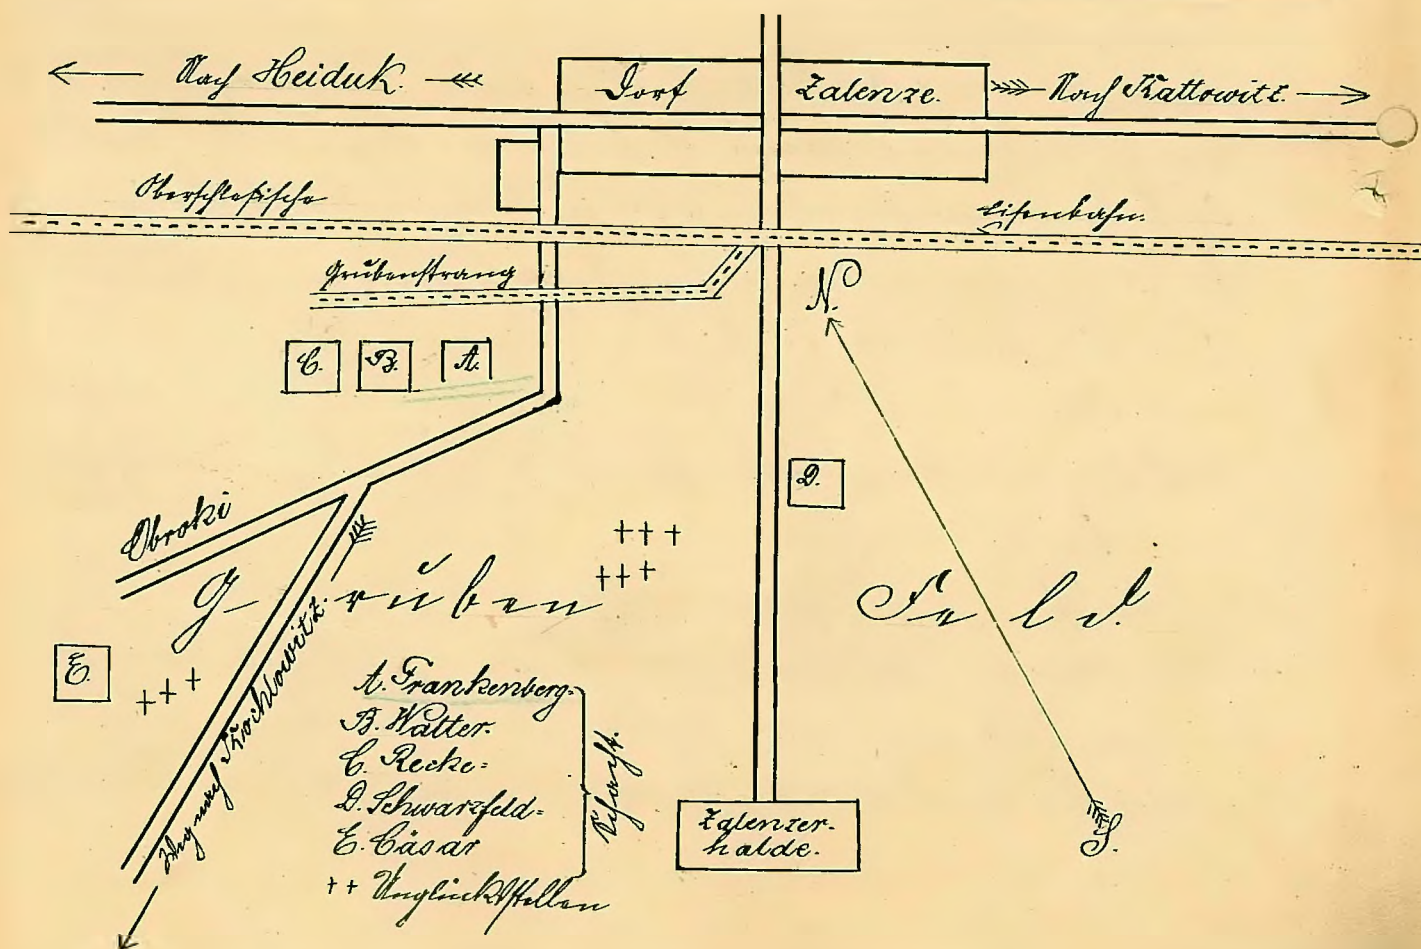 Nach Heiduk.
Dorf Zalenze.
Nach Kattowitz.
Oberschlesische Eisenbahn.
Grubenstrang
N.
C. B. A.
D.
Obroki
Gruben Feld.
E.
Weg nach Kochlowitz.
A. Frankenberg-
B. Walter-
C. Recke-
D. Schwarzfeld-
E. Cäsar
Schacht.
++ Unglücksstellen
Zalenzer-
halde.
S.